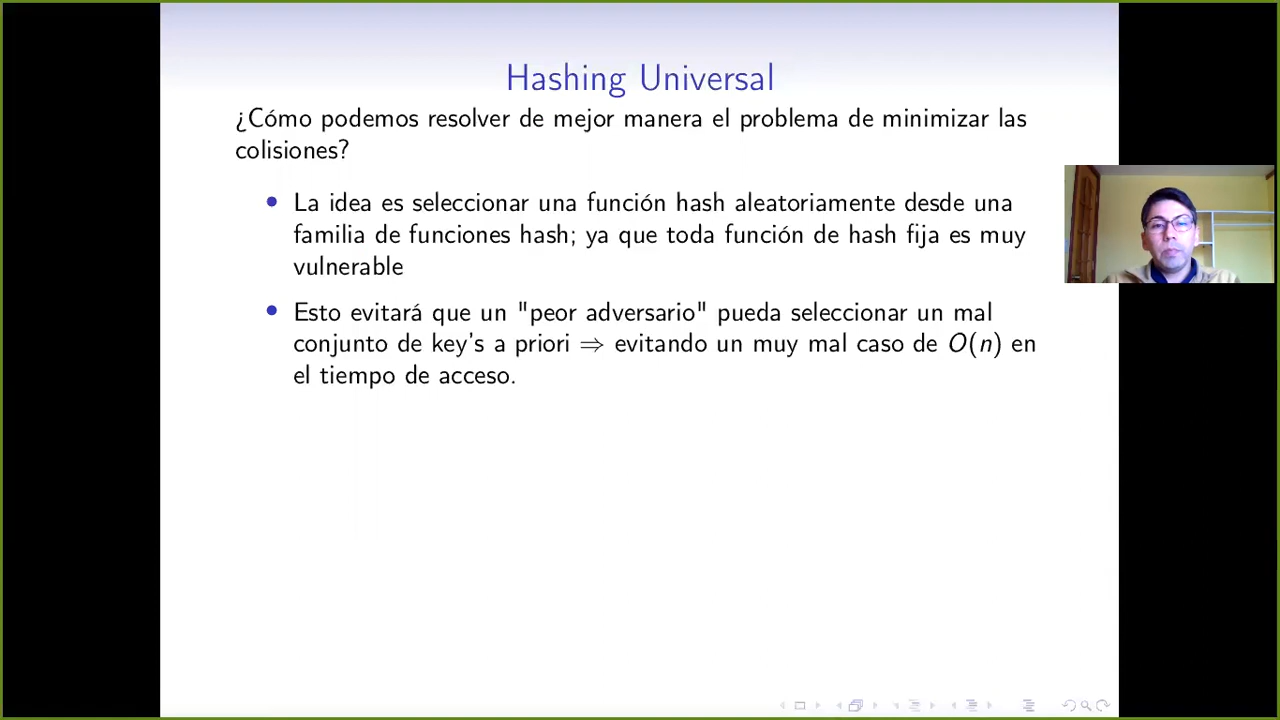 Hashing Universal
¿Cómo podemos resolver de mejor manera el problema de minimizar las
colisiones?
La idea es seleccionar una función hash aleatoriamente desde una
familia de funciones hash; ya que toda función de hash fija es muy
vulnerable
Esto evitará que un "peor adversario" pueda seleccionar un mal
conjunto de key's a priori ⇒ evitando un muy mal caso de O(n) en
el tiempo de acceso.